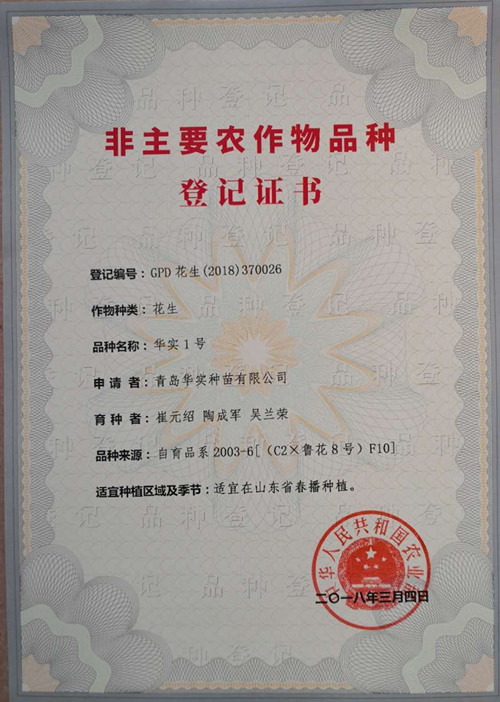 非主要农作物品种
登记证书
登记编号：GPD 花生(2018)370026
作物种类：花生
品种名称：华实1号
申请者：青岛华实种苗有限公司
育种者：崔元绍 陶成军 吴兰荣
品种来源：自育品系2003-6[（C2×鲁花8号）F10]
适宜种植区域及季节：适宜在山东省春播种植。
中华人民共和国农业部
二〇一八年三月四日